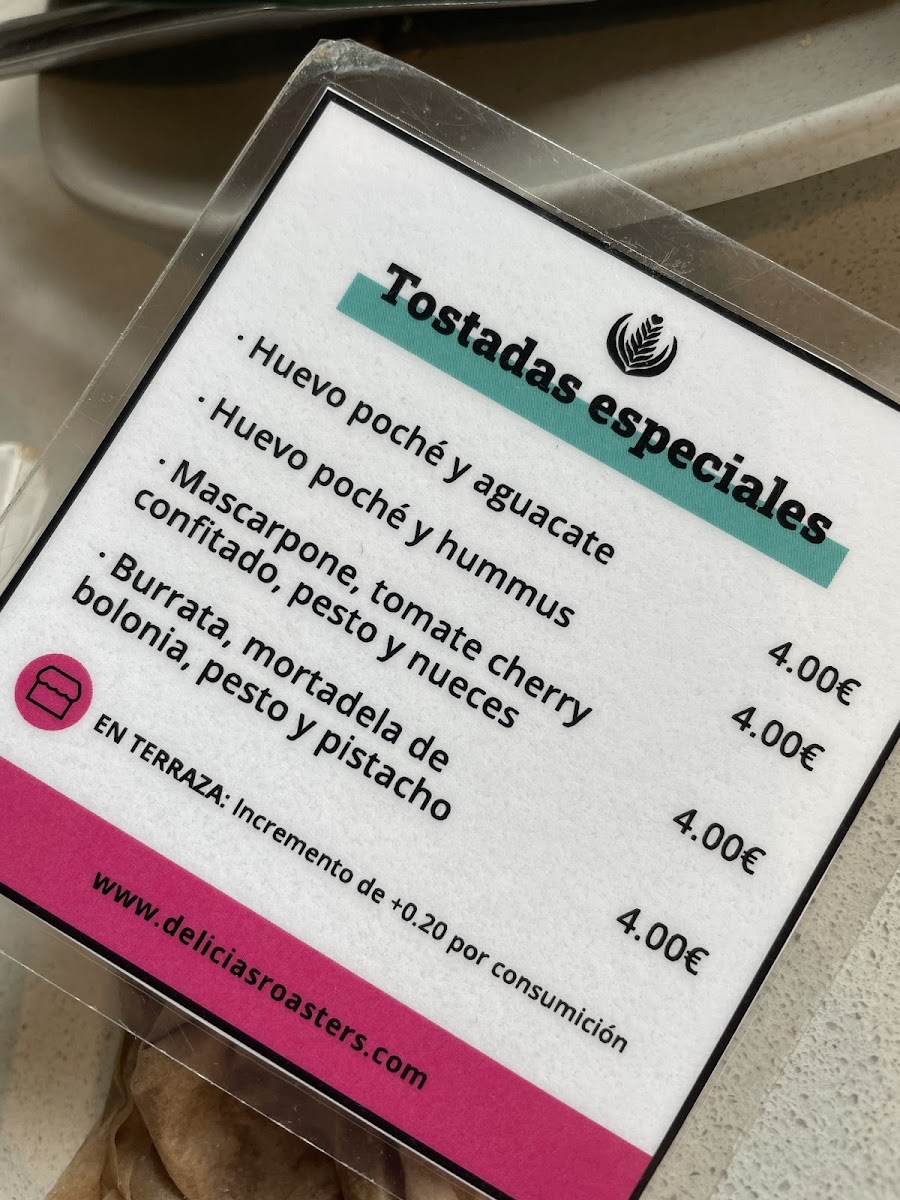 Tostadas especiales
· Huevo poché y aguacate 4.00€
· Huevo poché y hummus 4.00€
· Mascarpone, tomate cherry
confitado, pesto y nueces 4.00€
· Burrata, mortadela de
bolonia, pesto y pistacho 4.00€
EN TERRAZA: Incremento de +0.20 por consumición
www.deliciasroasters.com